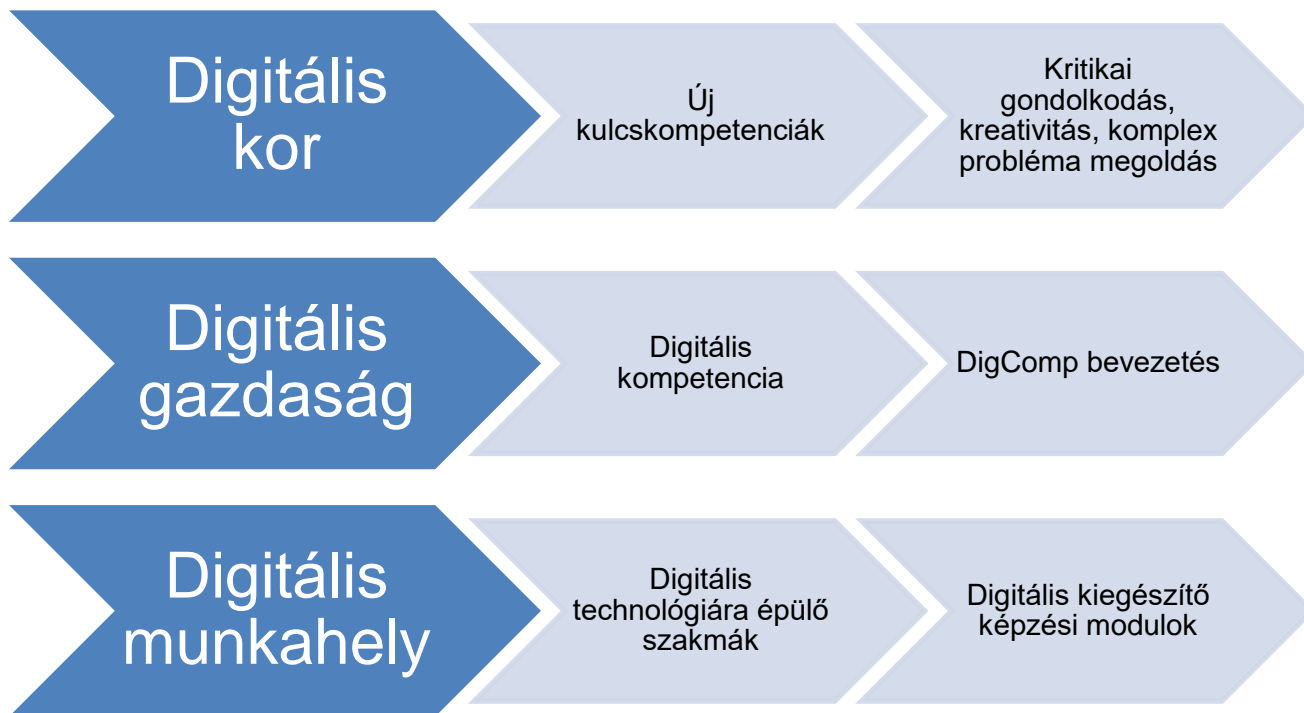 Digitális
kor
Új
kulcskompetenciák
Kritikai
gondolkodás,
kreativitás, komplex
probléma megoldás
Digitális
gazdaság
Digitális
kompetencia
DigComp bevezetés
Digitális
munkahely
Digitális
technológiára épülő
szakmák
Digitális kiegészítő
képzési modulok